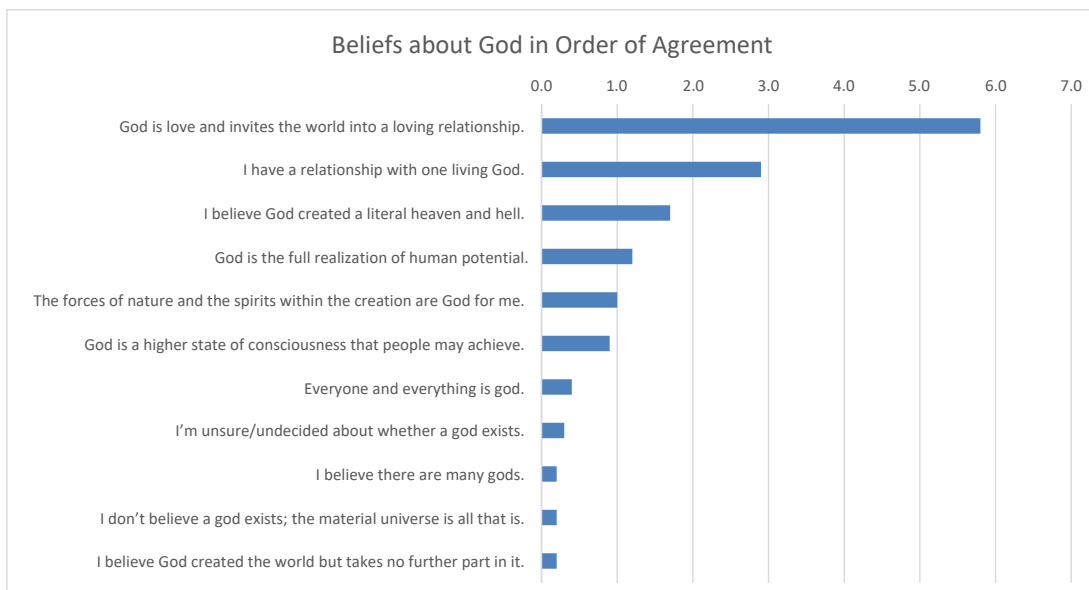 Beliefs about God in Order of Agreement
0.0 1.0 2.0 3.0 4.0 5.0 6.0 7.0
God is love and invites the world into a loving relationship.
I have a relationship with one living God.
I believe God created a literal heaven and hell.
God is the full realization of human potential.
The forces of nature and the spirits within the creation are God for me.
God is a higher state of consciousness that people may achieve.
Everyone and everything is god.
I’m unsure/undecided about whether a god exists.
I believe there are many gods.
I don’t believe a god exists; the material universe is all that is.
I believe God created the world but takes no further part in it.